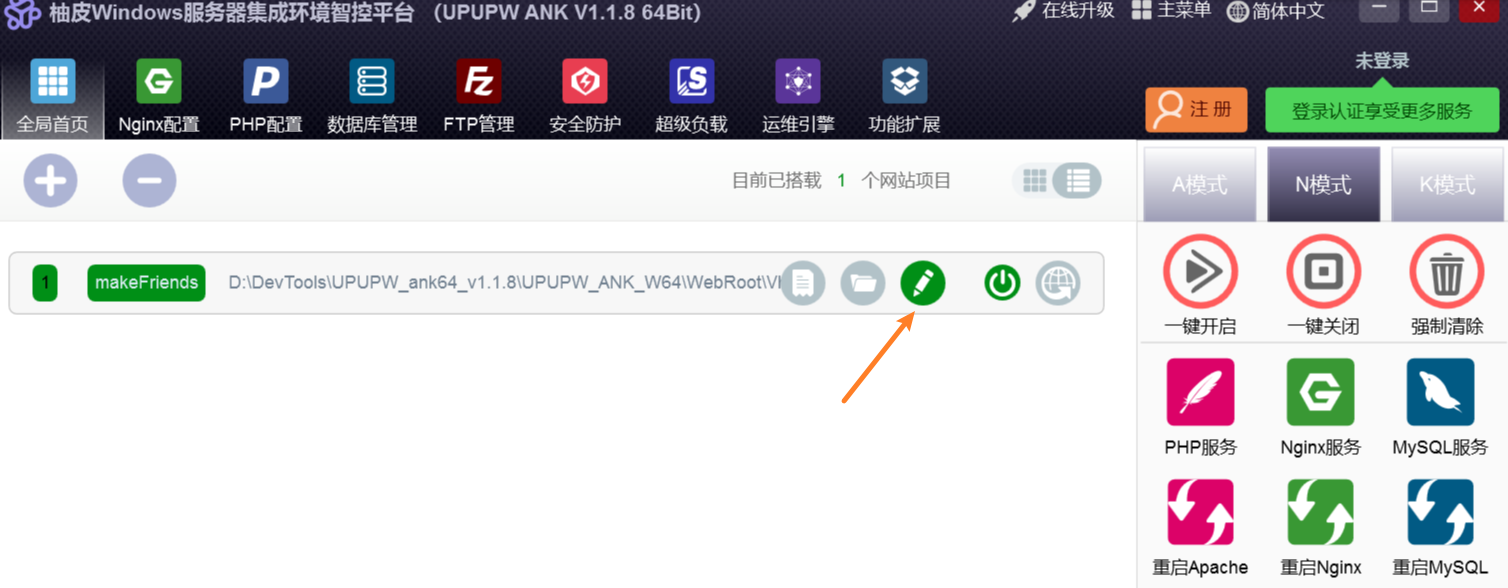 柚皮Windows服务器集成环境智控平台 （UPUPW ANK V1.1.8 64Bit） 在线升级 主菜单 简体中文
未登录
全局首页 Nginx配置 PHP配置 数据库管理 FTP管理 安全防护 超级负载 运维引擎 功能扩展
注 册 登录认证享受更多服务
目前已搭载 1 个网站项目
A模式 N模式 K模式
1 makeFriends D:\DevTools\UPUPW_ank64_v1.1.8\UPUPW_ANK_W64\WebRoot\
一键开启 一键关闭 强制清除
PHP服务 Nginx服务 MySQL服务
重启Apache 重启Nginx 重启MySQL